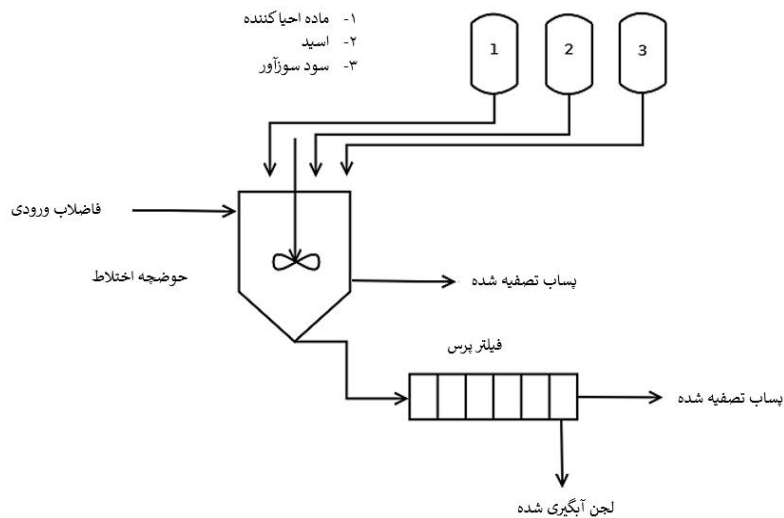 ۱- ماده احیا کننده
۲- اسید
۳- سود سوزآور
1
2
3
فاضلاب ورودی
حوضچه اختلاط
پساب تصفیه شده
فیلتر پرس
پساب تصفیه شده
لجن آبگیری شده